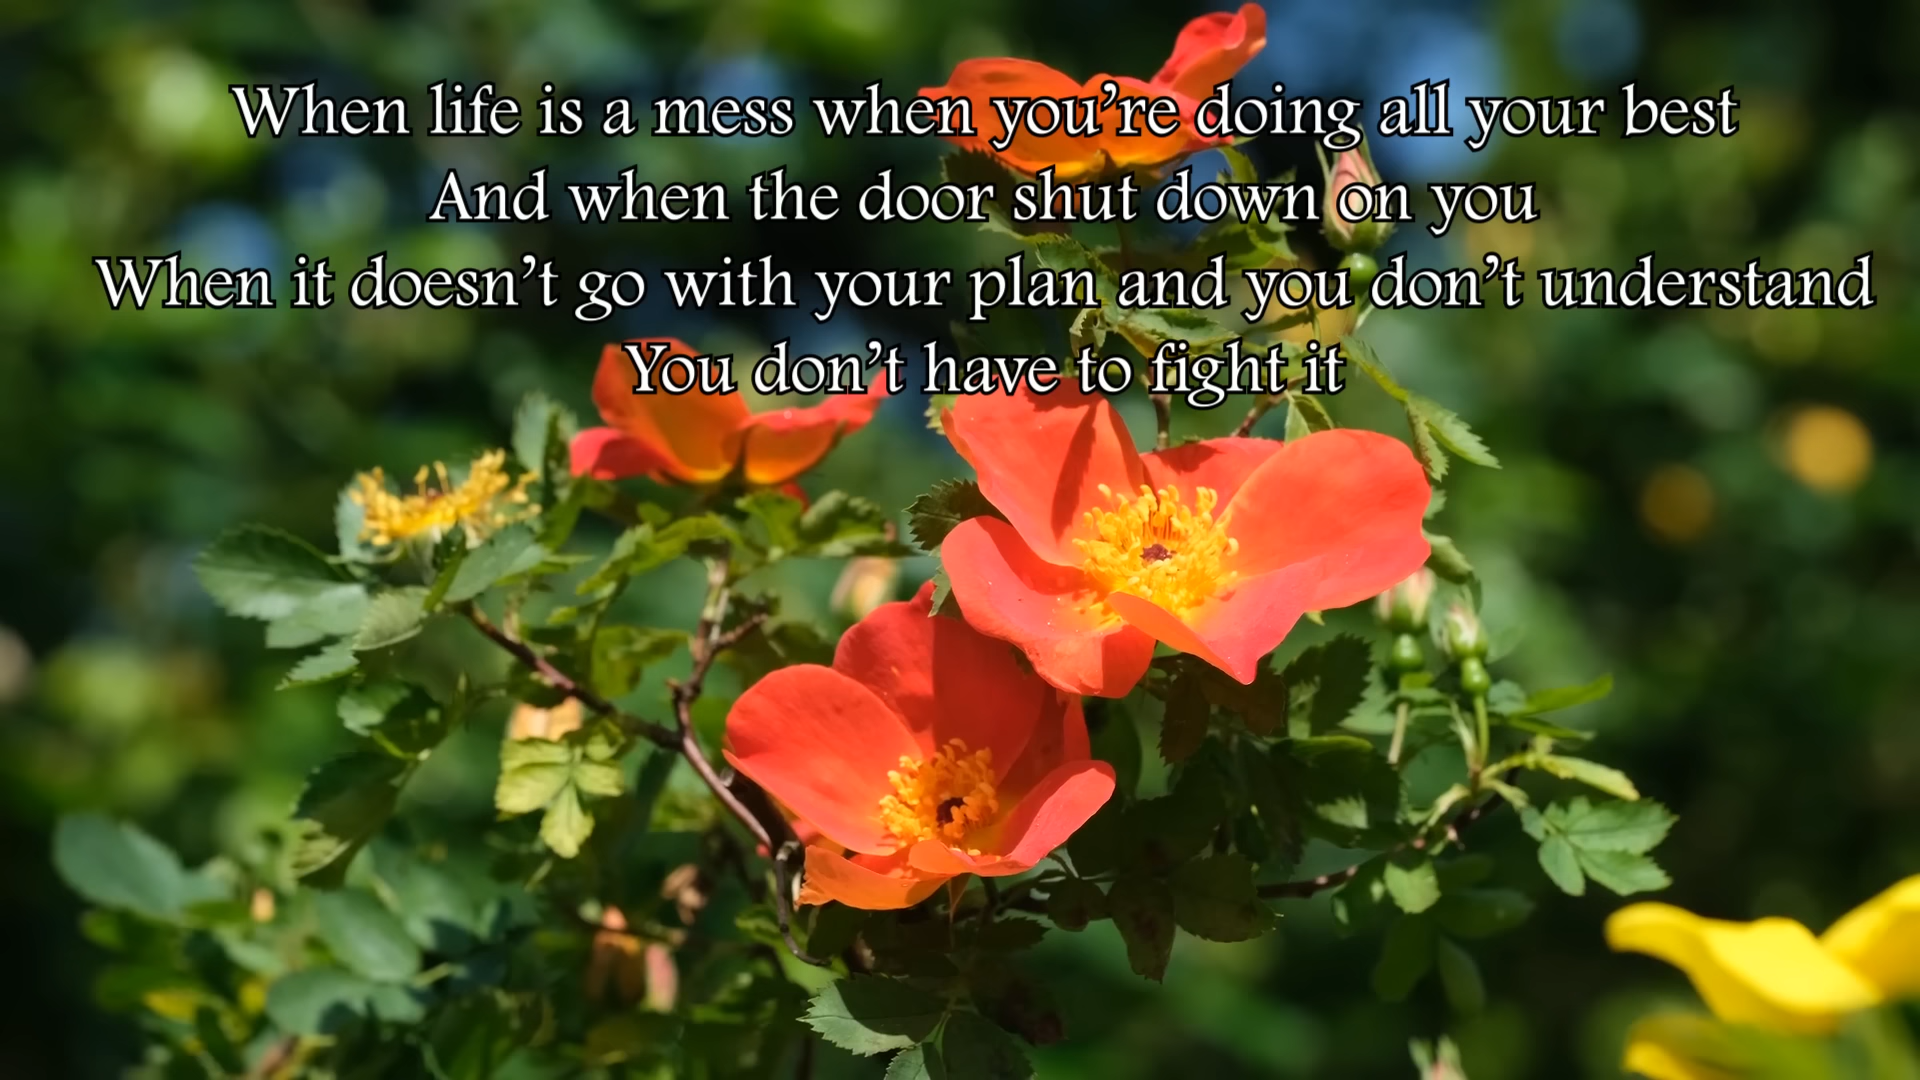 When life is a mess when you’re doing all your best
And when the door shut down on you
When it doesn’t go with your plan and you don’t understand
You don’t have to fight it